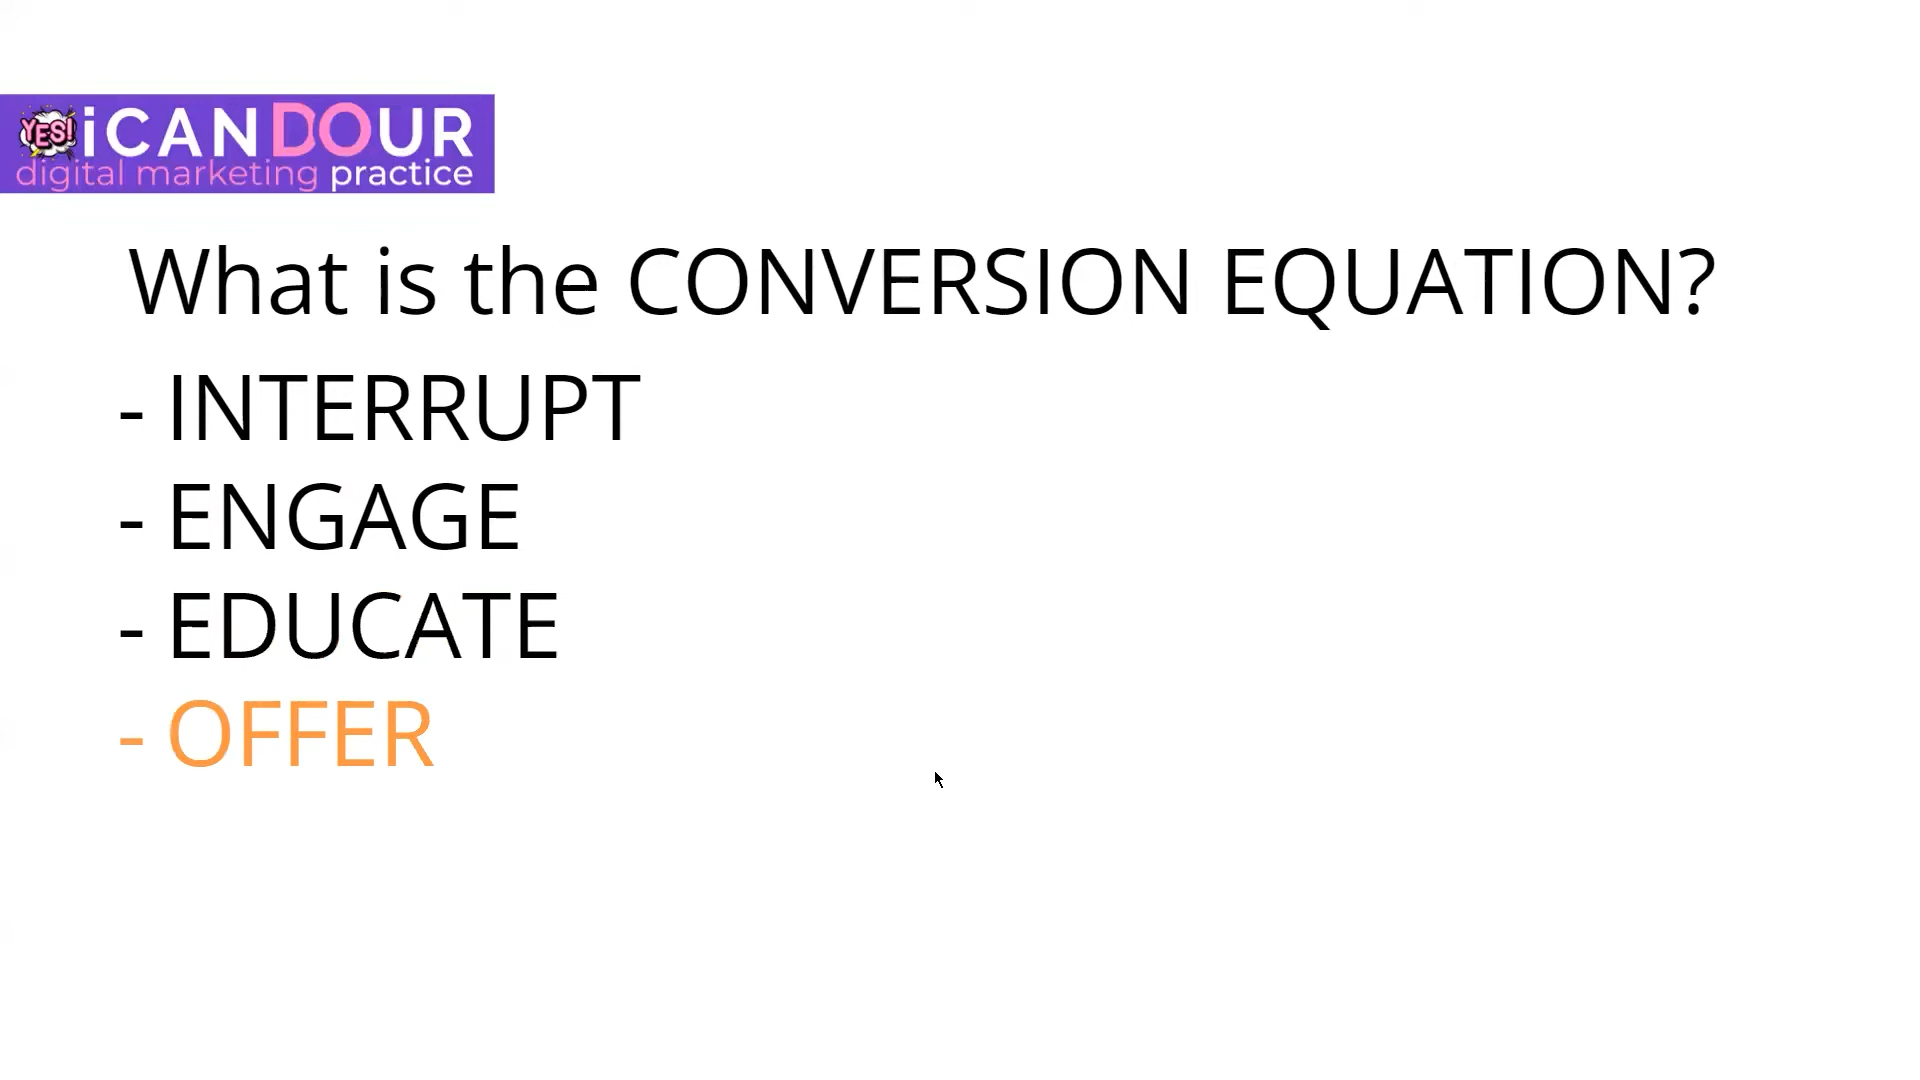 YES! iCANDOUR
digital marketing practice
What is the CONVERSION EQUATION?
- INTERRUPT
- ENGAGE
- EDUCATE
- OFFER